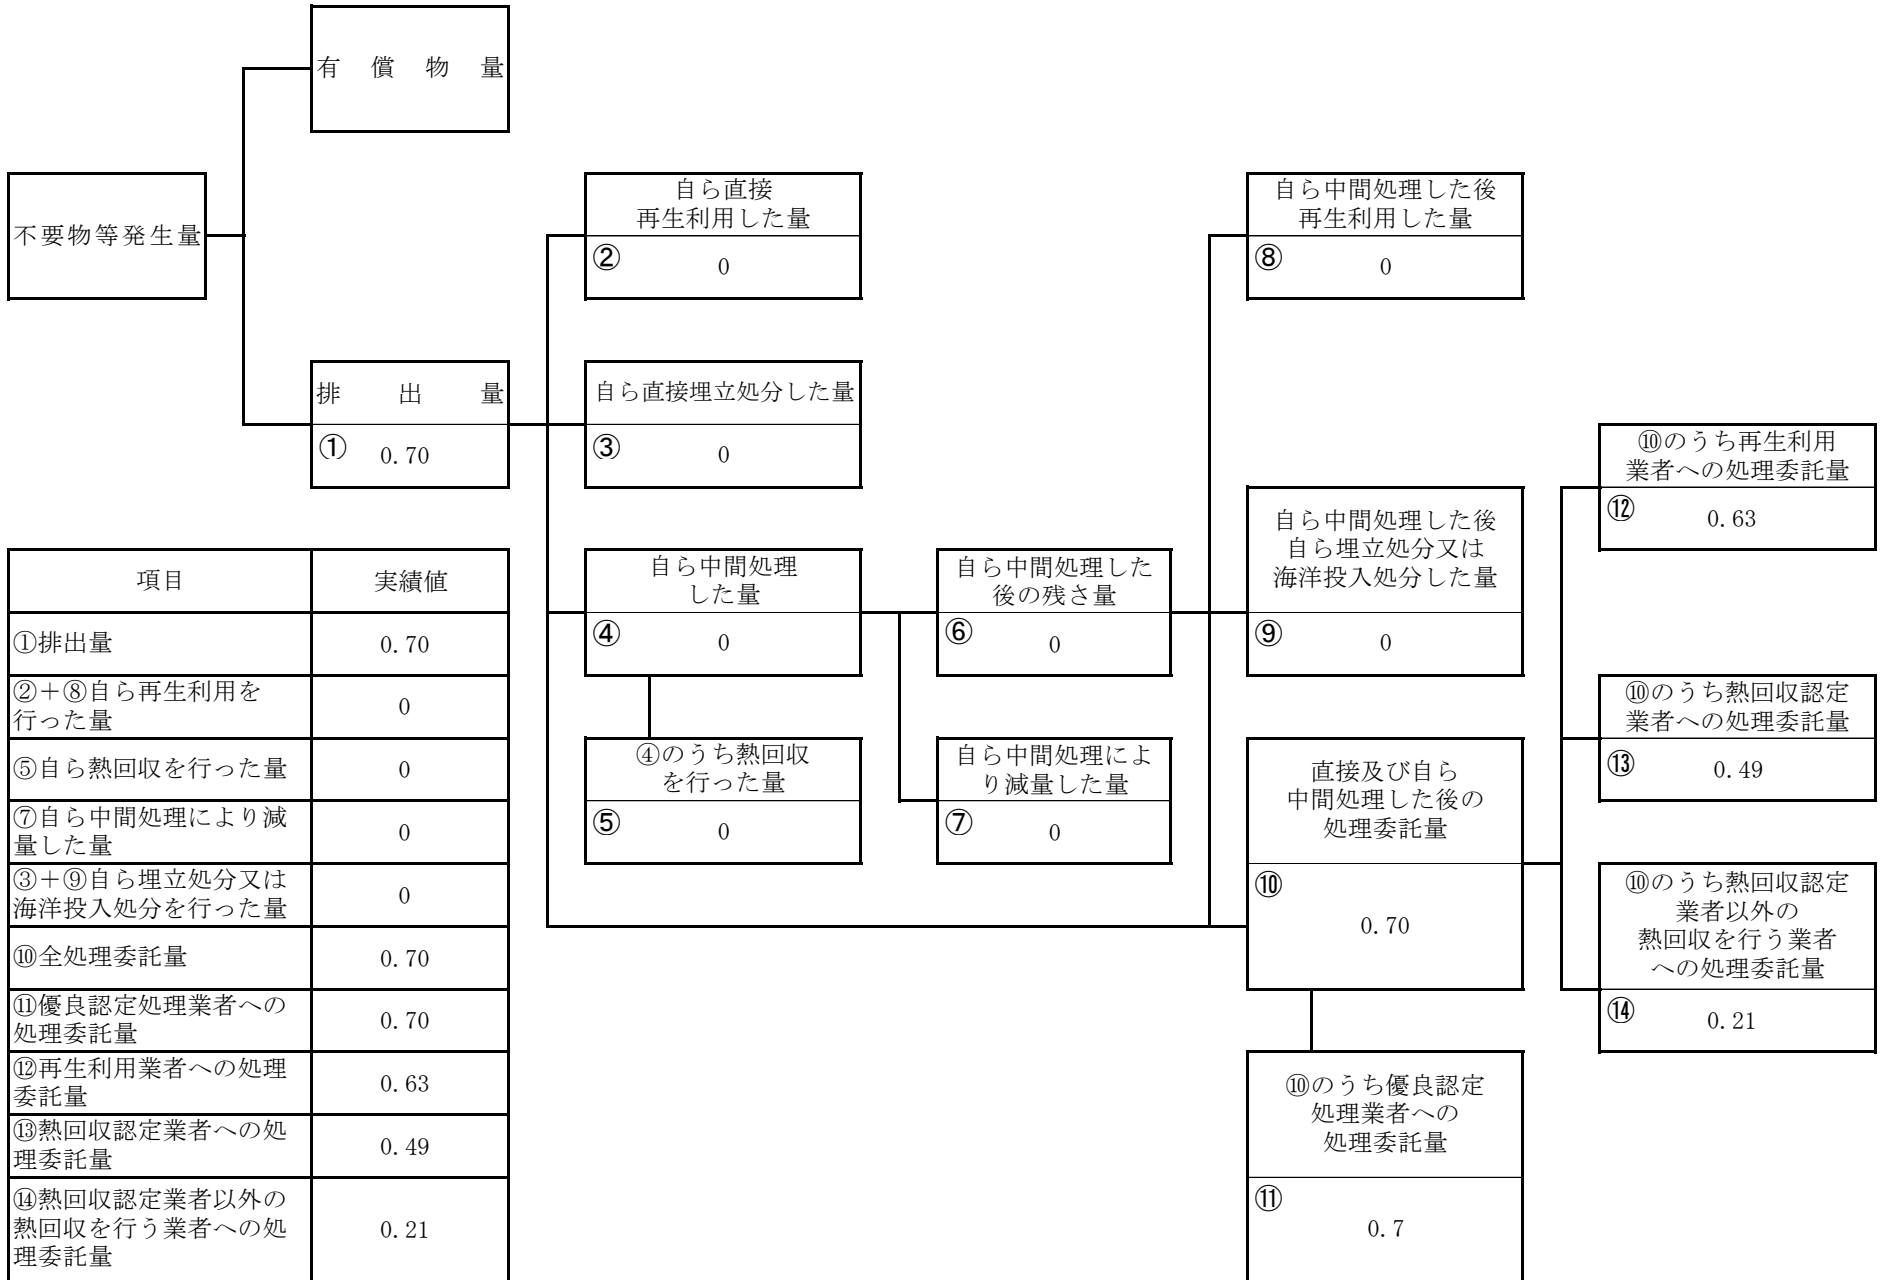 有償物量
不要物等発生量
排出量
① 0.70
自ら直接
再生利用した量
② 0
自ら直接埋立処分した量
③ 0
自ら中間処理
した量
④ 0
④のうち熱回収
を行った量
⑤ 0
自ら中間処理した
後の残さ量
⑥ 0
自ら中間処理によ
り減量した量
⑦ 0
自ら中間処理した後
再生利用した量
⑧ 0
自ら中間処理した後
自ら埋立処分又は
海洋投入処分した量
⑨ 0
直接及び自ら
中間処理した後の
処理委託量
⑩
0.70
⑩のうち優良認定
処理業者への
処理委託量
⑪
0.7
⑩のうち再生利用
業者への処理委託量
⑫ 0.63
⑩のうち熱回収認定
業者への処理委託量
⑬ 0.49
⑩のうち熱回収認定
業者以外の
熱回収を行う業者
への処理委託量
⑭ 0.21
項目 実績値
①排出量 0.70
②＋⑧自ら再生利用を
行った量 0
⑤自ら熱回収を行った量 0
⑦自ら中間処理により減
量した量 0
③＋⑨自ら埋立処分又は
海洋投入処分を行った量 0
⑩全処理委託量 0.70
⑪優良認定処理業者への
処理委託量 0.70
⑫再生利用業者への処理
委託量 0.63
⑬熱回収認定業者への処
理委託量 0.49
⑭熱回収認定業者以外の
熱回収を行う業者への処
理委託量 0.21